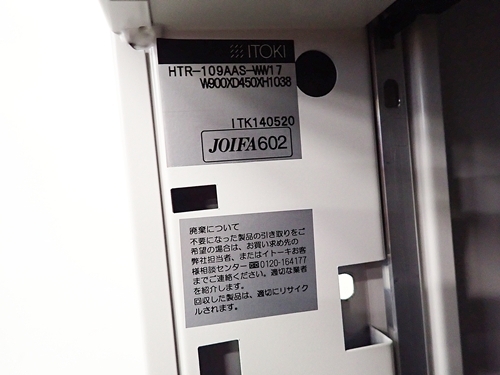 ITOKI
HTR-109AAS-WW17
W900XD450XH1038
ITK140520
JOIFA602
廃棄について
不要になった製品の引き取りをご
希望の場合は、お買い求め先の
弊社担当者、またはイトーキお客
様相談センター 0120-164177
までご連絡ください。適切な業者
を紹介します。
回収した製品は、適切にリサイク
ルされます。